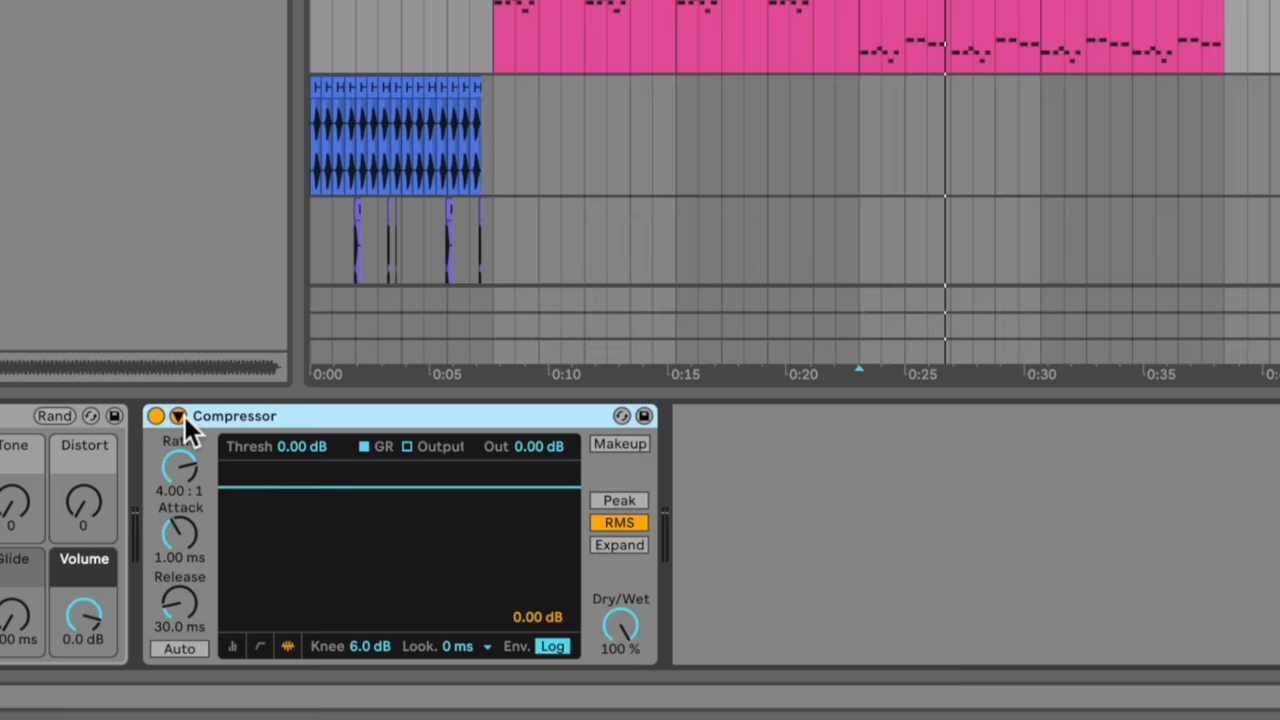 H H H H H H H H H H H H H H H
0:00 0:05 0:10 0:15 0:20 0:25 0:30 0:35
Rand Compressor
Tone Distort
0 0
Volume
0.0 dB
00 ms
4.00 : 1
Attack
1.00 ms
Release
30.0 ms
Auto
Thresh 0.00 dB GR Output Out 0.00 dB
0.00 dB
Knee 6.0 dB Look. 0 ms Env. Log
Makeup
Peak
RMS
Expand
Dry/Wet
100 %